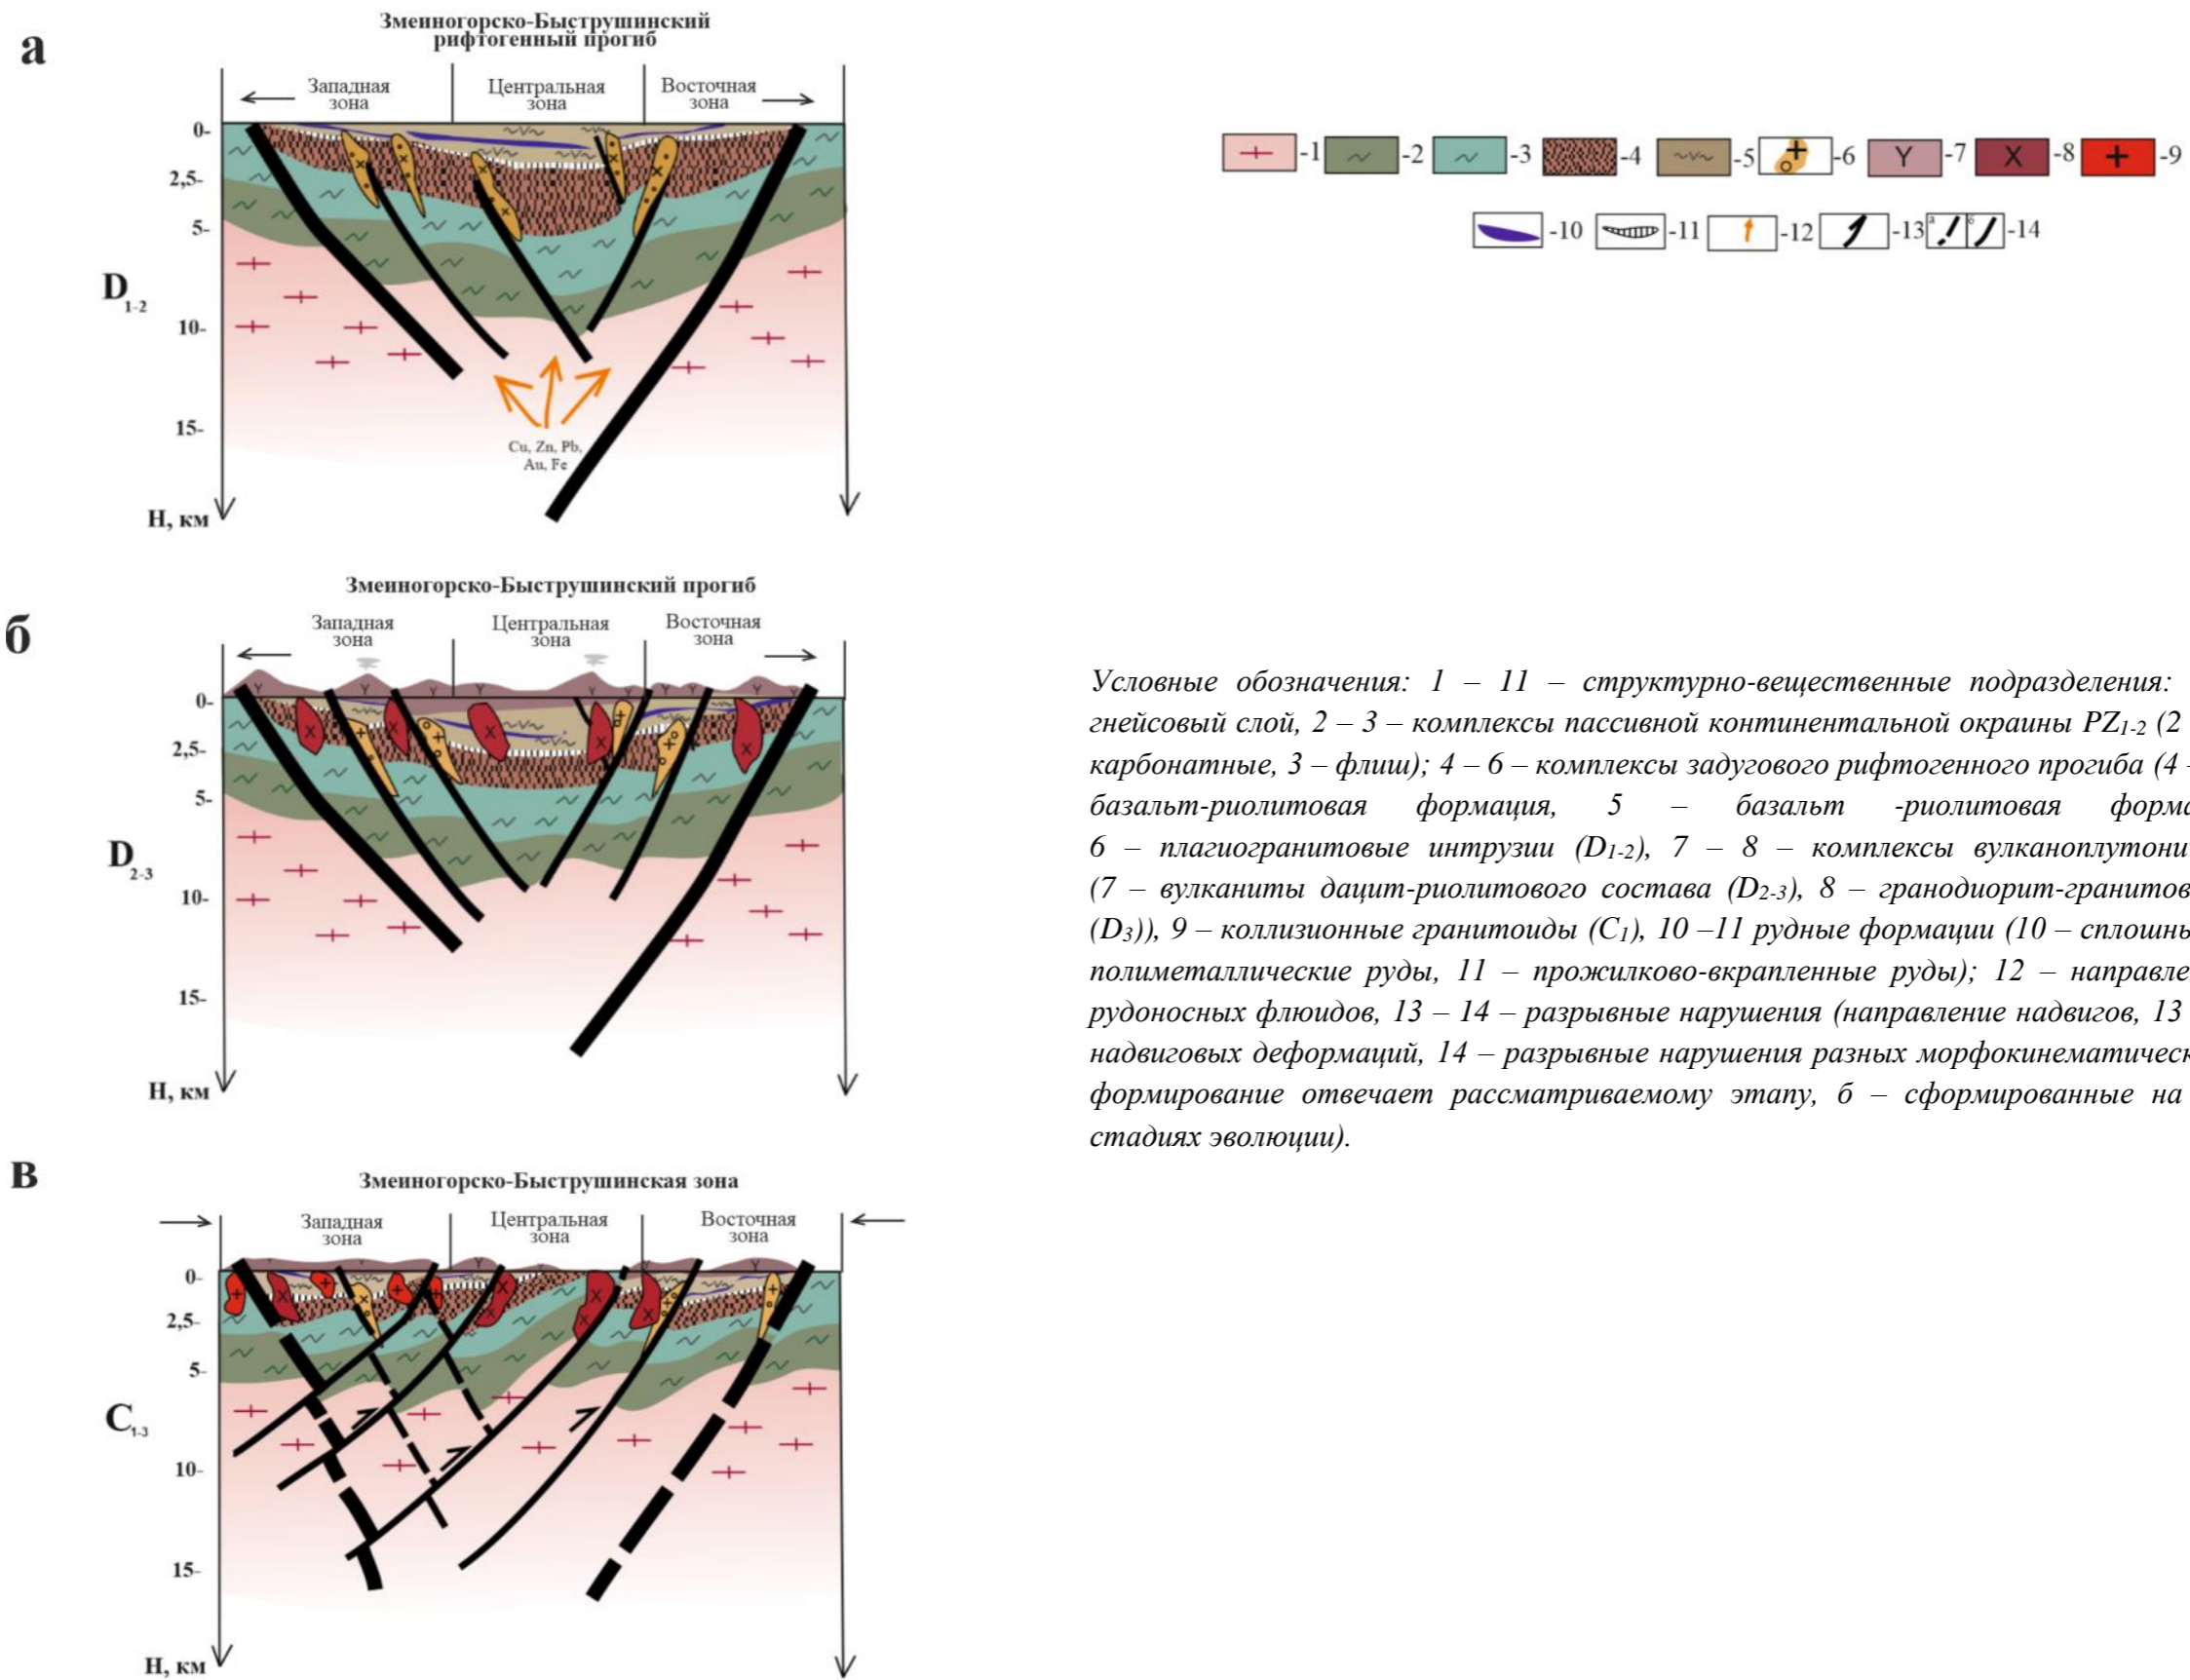 а
Змеиногорско-Быструшинский
рифтогенный прогиб
Западная
зона
Центральная
зона
Восточная
зона
0-
2,5-
5-
D1-2
10-
15-
Cu, Zn, Pb,
Au, Fe
Н, км
-1 -2 -3 -4 -5 -6 -7 -8 -9
-10 -11 -12 -13 а б -14
б
Змеиногорско-Быструшинский прогиб
Западная
зона
Центральная
зона
Восточная
зона
0-
2,5-
5-
D2-3
10-
15-
Н, км
Условные обозначения: 1 – 11 – структурно-вещественные подразделения:
гнейсовый слой, 2 – 3 – комплексы пассивной континентальной окраины PZ1-2 (2
карбонатные, 3 – флиш); 4 – 6 – комплексы задугового рифтогенного прогиба (4 –
базальт-риолитовая формация, 5 – базальт -риолитовая форма
6 – плагиогранитовые интрузии (D1-2), 7 – 8 – комплексы вулканоплутони
(7 – вулканиты дацит-риолитового состава (D2-3), 8 – гранодиорит-гранитов
(D3)), 9 – коллизионные гранитоиды (C1), 10 –11 рудные формации (10 – сплошны
полиметаллические руды, 11 – прожилково-вкрапленные руды); 12 – направле
рудоносных флюидов, 13 – 14 – разрывные нарушения (направление надвигов, 13
надвиговых деформаций, 14 – разрывные нарушения разных морфокинематическ
формирование отвечает рассматриваемому этапу, б – сформированные на
стадиях эволюции).
в
Змеиногорско-Быструшинская зона
Западная
зона
Центральная
зона
Восточная
зона
0-
2,5-
5-
C1-3
10-
15-
Н, км